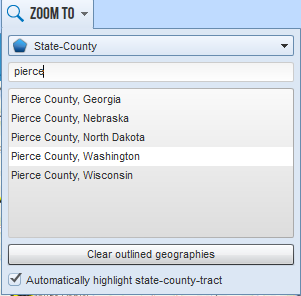 ZOOM TO
State-County
pierce
Pierce County, Georgia
Pierce County, Nebraska
Pierce County, North Dakota
Pierce County, Washington
Pierce County, Wisconsin
Clear outlined geographies
Automatically highlight state-county-tract